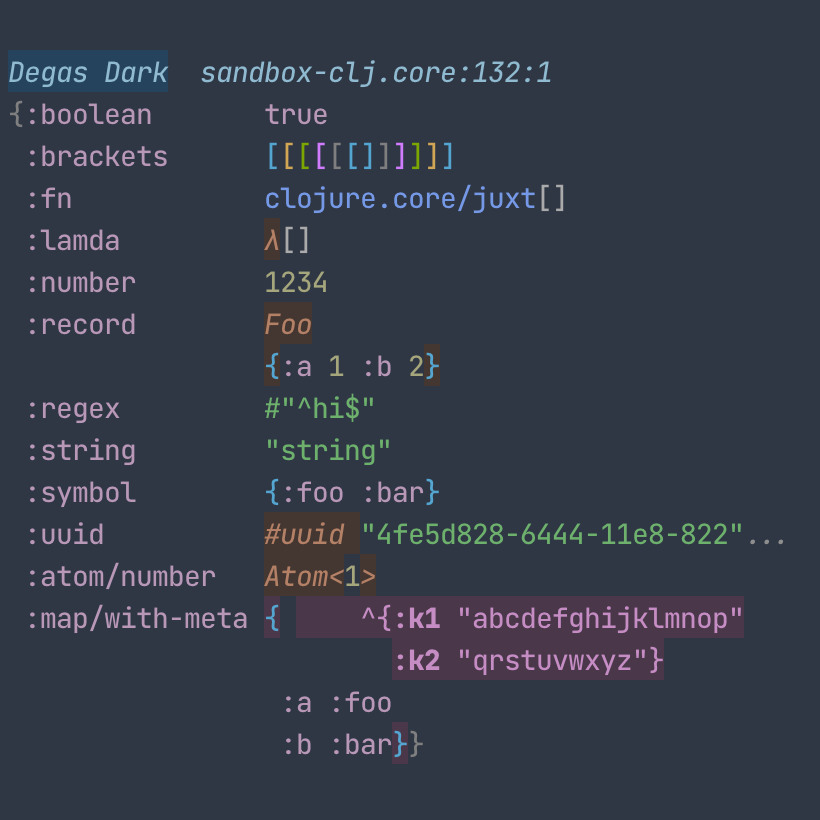 Degas Dark  sandbox-clj.core:132:1
{:boolean       true
 :brackets      [[[[[[]]]]]]
 :fn            clojure.core/juxt[]
 :lamda         λ[]
 :number        1234
 :record        Foo
                {:a 1 :b 2}
 :regex         #"^hi$"
 :string        "string"
 :symbol        {:foo :bar}
 :uuid          #uuid "4fe5d828-6444-11e8-822"...
 :atom/number   Atom<1>
 :map/with-meta {     ^{:k1 "abcdefghijklmnop"
                        :k2 "qrstuvwxyz"}
                 :a :foo
                 :b :bar}}